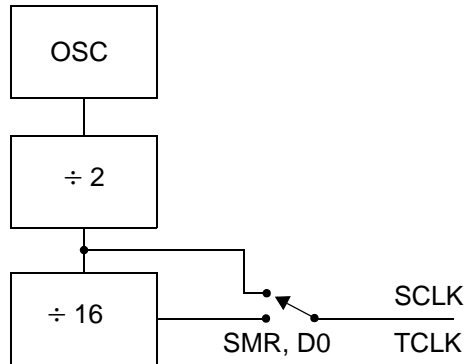 OSC
÷ 2
÷ 16
SCLK
SMR, D0
TCLK